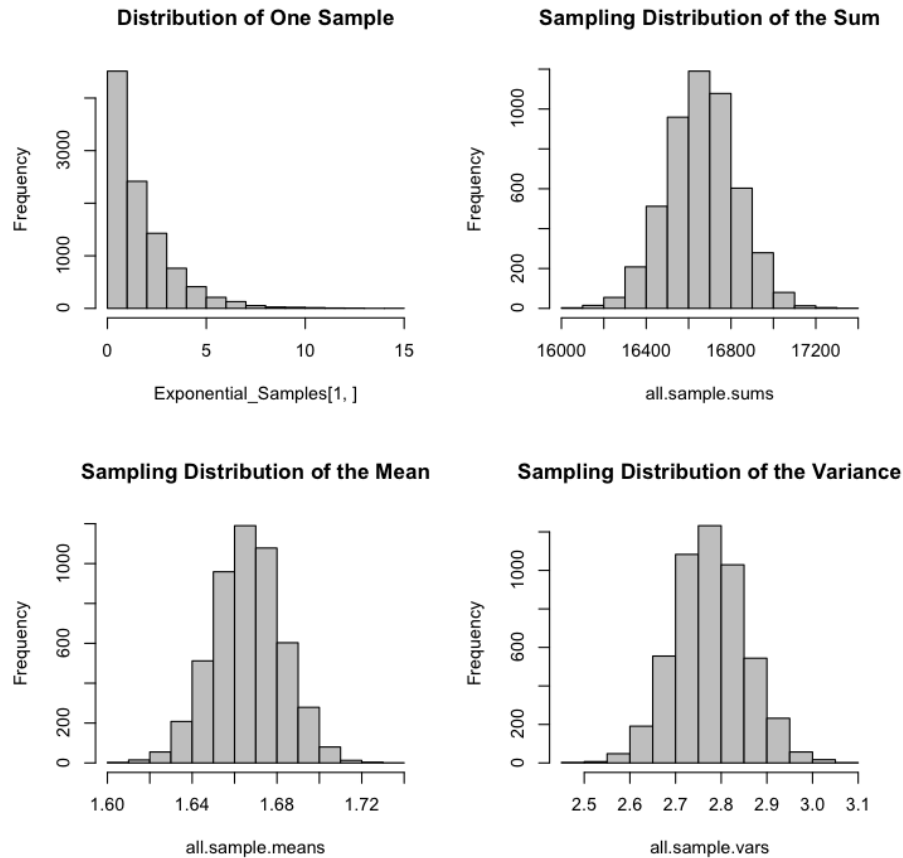 Distribution of One Sample
Frequency
3000
1000
0
0 5 10 15
Exponential_Samples[1, ]
Sampling Distribution of the Sum
Frequency
1000
600
200
0
16000 16400 16800 17200
all.sample.sums
Sampling Distribution of the Mean
Frequency
1000
600
200
0
1.60 1.64 1.68 1.72
all.sample.means
Sampling Distribution of the Variance
Frequency
1000
600
200
0
2.5 2.6 2.7 2.8 2.9 3.0 3.1
all.sample.vars